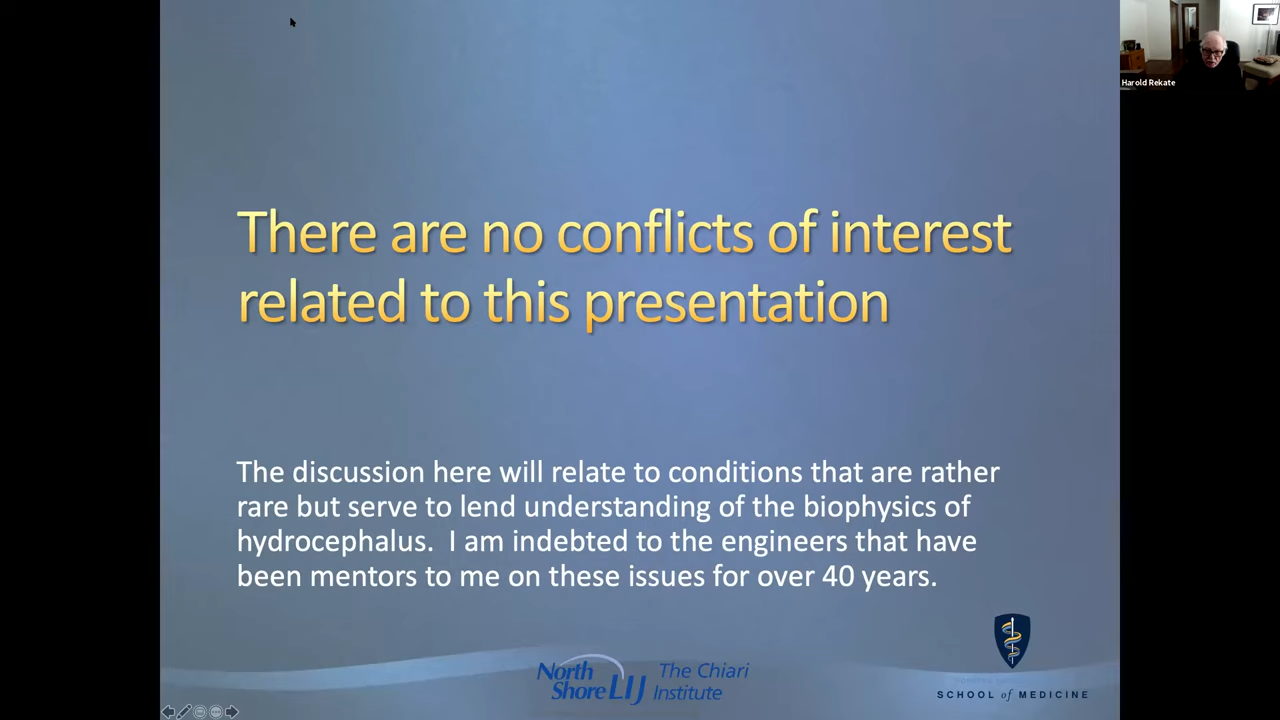 Harold Rekate
There are no conflicts of interest
related to this presentation
The discussion here will relate to conditions that are rather
rare but serve to lend understanding of the biophysics of
hydrocephalus.  I am indebted to the engineers that have
been mentors to me on these issues for over 40 years.
North
Shore LIJ
The Chiari
Institute
SCHOOL of MEDICINE